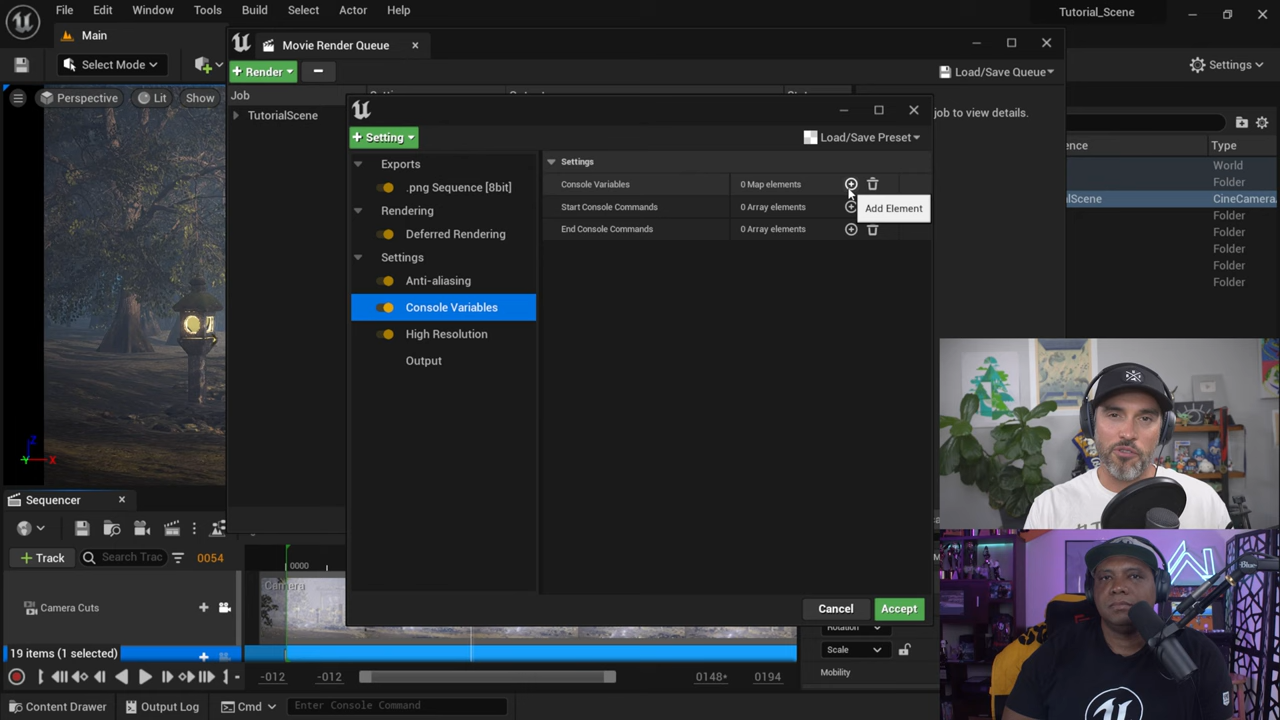 File Edit Window Tools Build Select Actor Help
Tutorial_Scene
Main
Movie Render Queue
Select Mode
Settings
+ Render
Load/Save Queue
Perspective
Lit
Show
Job
TutorialScene
job to view details.
+ Setting
Load/Save Preset
Type
World
Folder
CineCamera
Folder
Folder
Folder
Folder
Exports
.png Sequence [8bit]
Rendering
Deferred Rendering
Settings
Anti-aliasing
Console Variables
High Resolution
Output
Settings
Console Variables 0 Map elements
Add Element
Start Console Commands 0 Array elements
End Console Commands 0 Array elements
Cancel
Accept
Z
Y X
Sequencer
+ Track
Search Trac
0054
0000
Camera
Camera Cuts
19 items (1 selected)
-012 -012 0148* 0194
Rotation
Scale
Mobility
Content Drawer
Output Log
Cmd
Enter Console Command
Blue